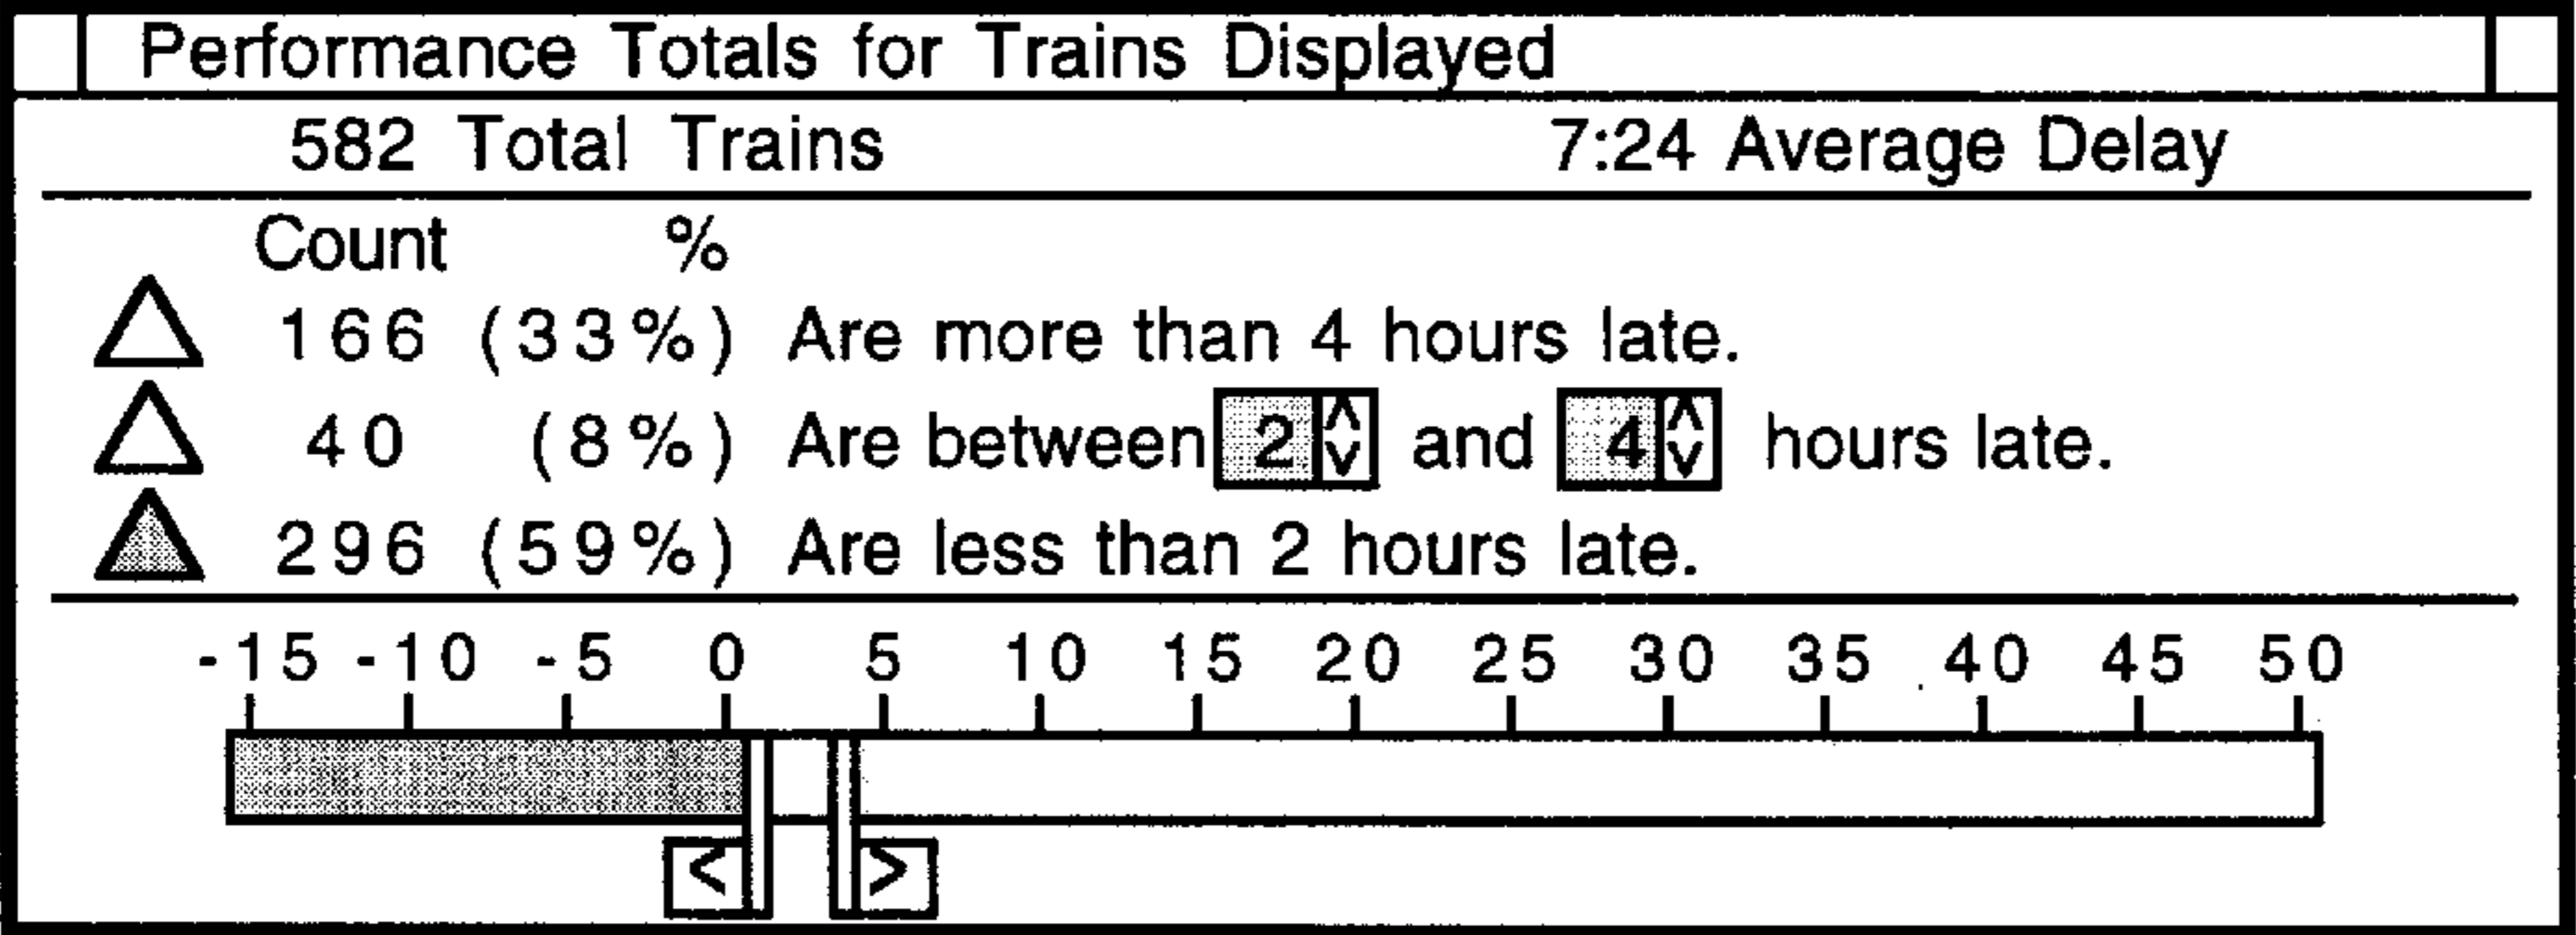 Performance Totals for Trains Displayed
582 Total Trains 7:24 Average Delay
Count %
166 (33%) Are more than 4 hours late.
40 (8%) Are between 2 and 4 hours late.
296 (59%) Are less than 2 hours late.
-15 -10 -5 0 5 10 15 20 25 30 35 40 45 50
< >